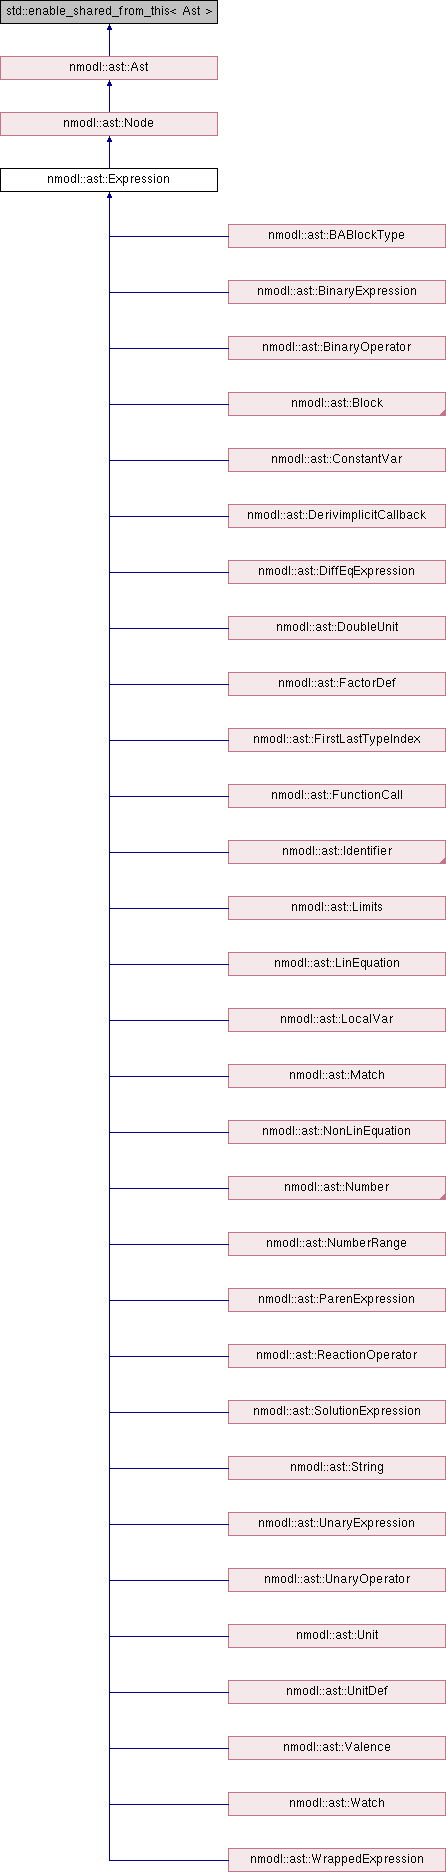 std::enable_shared_from_this< Ast >
nmodl::ast::Ast
nmodl::ast::Node
nmodl::ast::Expression
nmodl::ast::BABlockType
nmodl::ast::BinaryExpression
nmodl::ast::BinaryOperator
nmodl::ast::Block
nmodl::ast::ConstantVar
nmodl::ast::DerivimplicitCallback
nmodl::ast::DiffEqExpression
nmodl::ast::DoubleUnit
nmodl::ast::FactorDef
nmodl::ast::FirstLastTypeIndex
nmodl::ast::FunctionCall
nmodl::ast::Identifier
nmodl::ast::Limits
nmodl::ast::LinEquation
nmodl::ast::LocalVar
nmodl::ast::Match
nmodl::ast::NonLinEquation
nmodl::ast::Number
nmodl::ast::NumberRange
nmodl::ast::ParenExpression
nmodl::ast::ReactionOperator
nmodl::ast::SolutionExpression
nmodl::ast::String
nmodl::ast::UnaryExpression
nmodl::ast::UnaryOperator
nmodl::ast::Unit
nmodl::ast::UnitDef
nmodl::ast::Valence
nmodl::ast::Watch
nmodl::ast::WrappedExpression